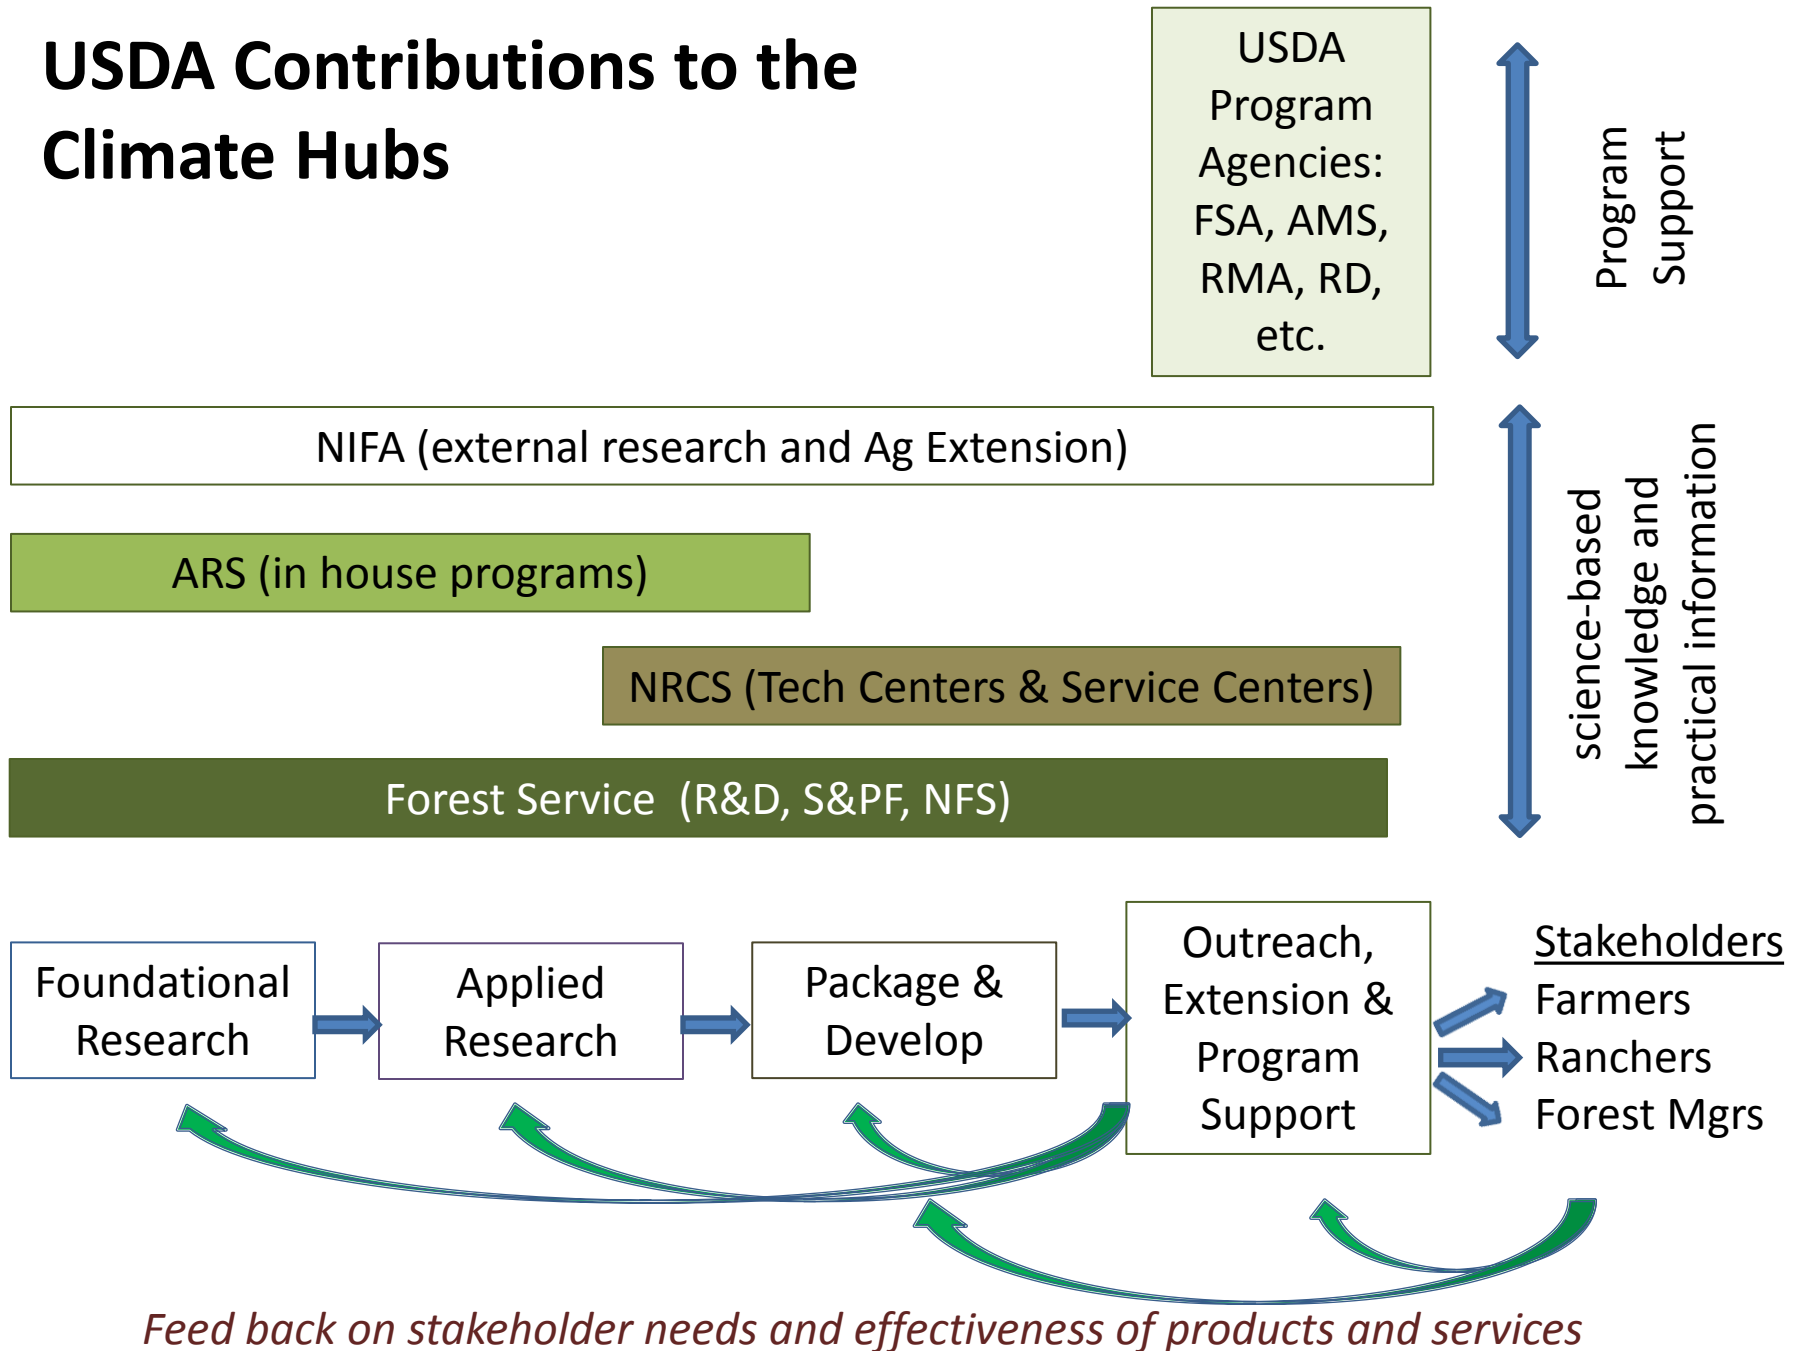 USDA Contributions to the
Climate Hubs
USDA
Program
Agencies:
FSA, AMS,
RMA, RD,
etc.
Program
Support
NIFA (external research and Ag Extension)
ARS (in house programs)
NRCS (Tech Centers & Service Centers)
Forest Service  (R&D, S&PF, NFS)
science-based
knowledge and
practical information
Foundational
Research
Applied
Research
Package &
Develop
Outreach,
Extension &
Program
Support
Stakeholders
Farmers
Ranchers
Forest Mgrs
Feed back on stakeholder needs and effectiveness of products and services